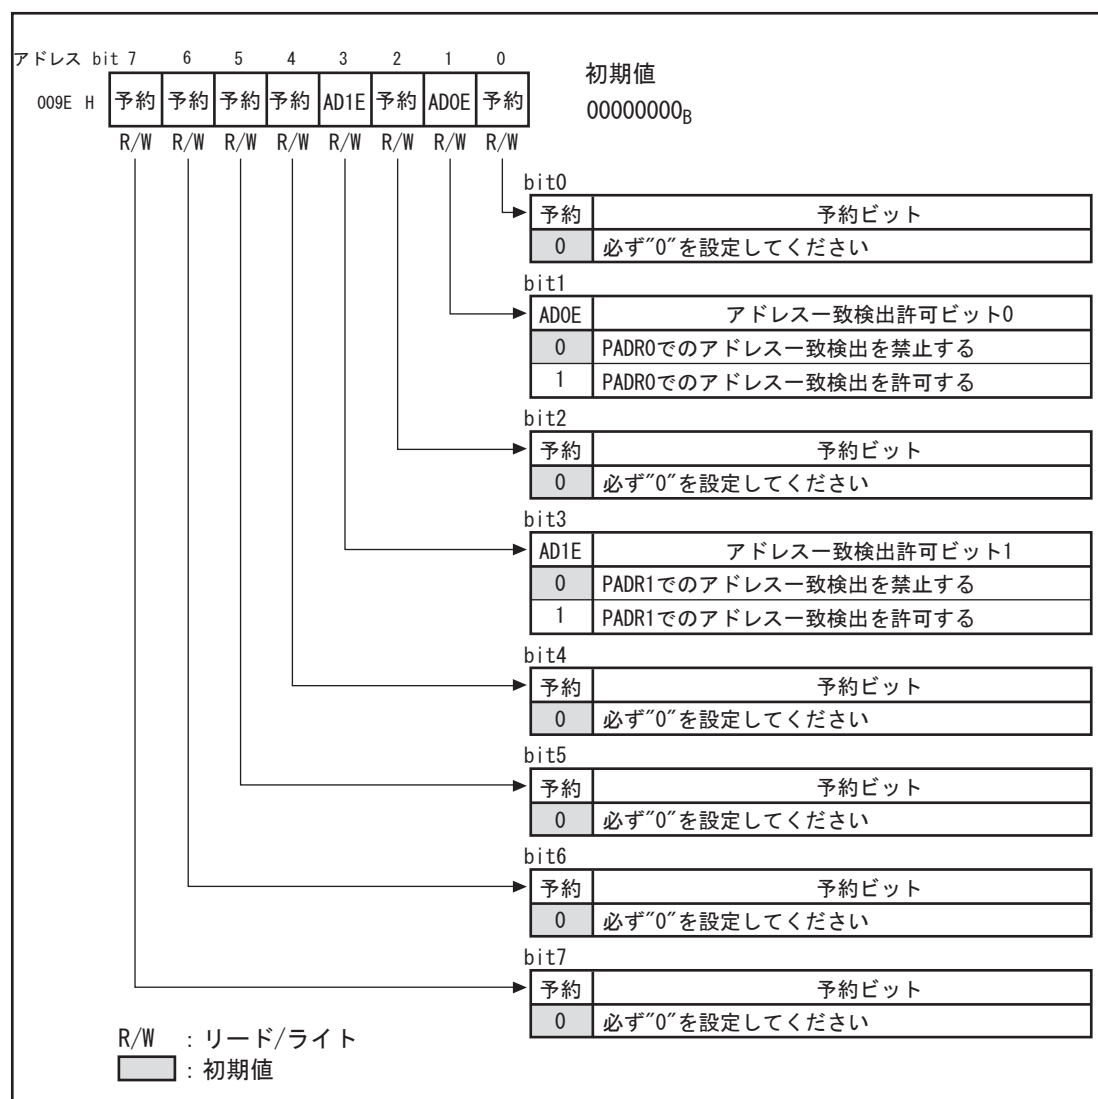 アドレス bit 7 6 5 4 3 2 1 0
初期値
009E H 予約 予約 予約 予約 AD1E 予約 AD0E 予約
00000000B
R/W R/W R/W R/W R/W R/W R/W R/W
bit0
予約 予約ビット
0 必ず"0"を設定してください
bit1
AD0E アドレス一致検出許可ビット0
0 PADR0でのアドレス一致検出を禁止する
1 PADR0でのアドレス一致検出を許可する
bit2
予約 予約ビット
0 必ず"0"を設定してください
bit3
AD1E アドレス一致検出許可ビット1
0 PADR1でのアドレス一致検出を禁止する
1 PADR1でのアドレス一致検出を許可する
bit4
予約 予約ビット
0 必ず"0"を設定してください
bit5
予約 予約ビット
0 必ず"0"を設定してください
bit6
予約 予約ビット
0 必ず"0"を設定してください
bit7
予約 予約ビット
0 必ず"0"を設定してください
R/W : リード/ライト
: 初期値